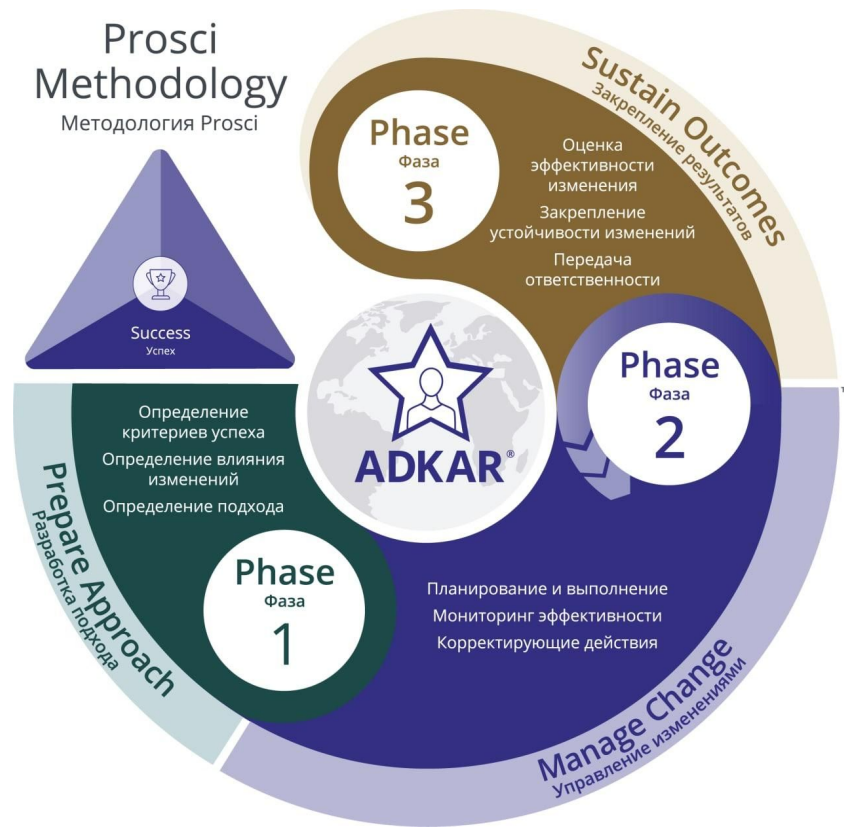 Prosci
Methodology
Методология Prosci
Success
Успех
Phase
Фаза
3
Оценка
эффективности
изменения
Закрепление
устойчивости изменений
Передача
ответственности
Sustain Outcomes
Закрепление результатов
Phase
Фаза
2
ADKAR®
Определение
критериев успеха
Определение влияния
изменений
Определение подхода
Prepare Approach
Разработка подхода
Phase
Фаза
1
Планирование и выполнение
Мониторинг эффективности
Корректирующие действия
Manage Change
Управление изменениями